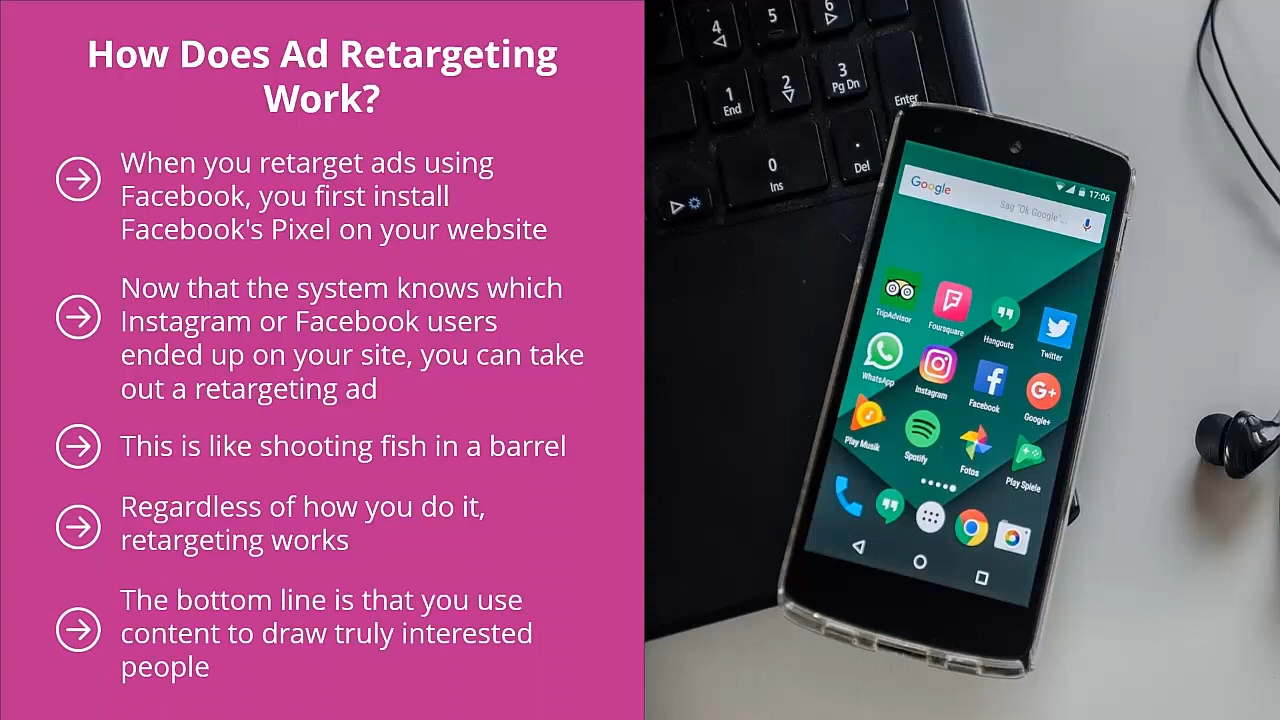 How Does Ad Retargeting
Work?
When you retarget ads using
Facebook, you first install
Facebook's Pixel on your website
Now that the system knows which
Instagram or Facebook users
ended up on your site, you can take
out a retargeting ad
This is like shooting fish in a barrel
Regardless of how you do it,
retargeting works
The bottom line is that you use
content to draw truly interested
people
4
5
6
1
End
2
3
Pg Dn
Enter
0
Ins
.
Del
17:06
Google
Say "Ok Google"...
TripAdvisor
Foursquare
Hangouts
Twitter
WhatsApp
Instagram
Facebook
G+
Google+
Play Musik
Spotify
Fotos
Play Spiele